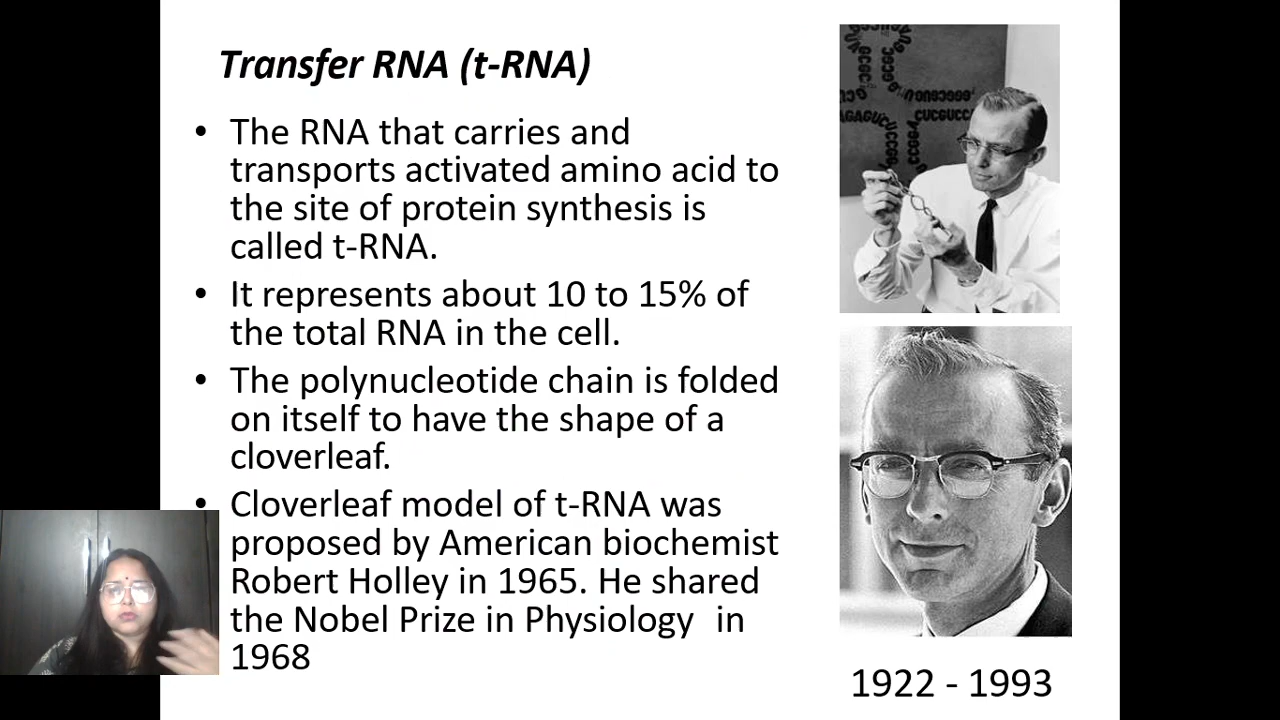 Transfer RNA (t-RNA)
• The RNA that carries and
transports activated amino acid to
the site of protein synthesis is
called t-RNA.
• It represents about 10 to 15% of
the total RNA in the cell.
• The polynucleotide chain is folded
on itself to have the shape of a
cloverleaf.
• Cloverleaf model of t-RNA was
proposed by American biochemist
Robert Holley in 1965. He shared
the Nobel Prize in Physiology in
1968
1922 - 1993